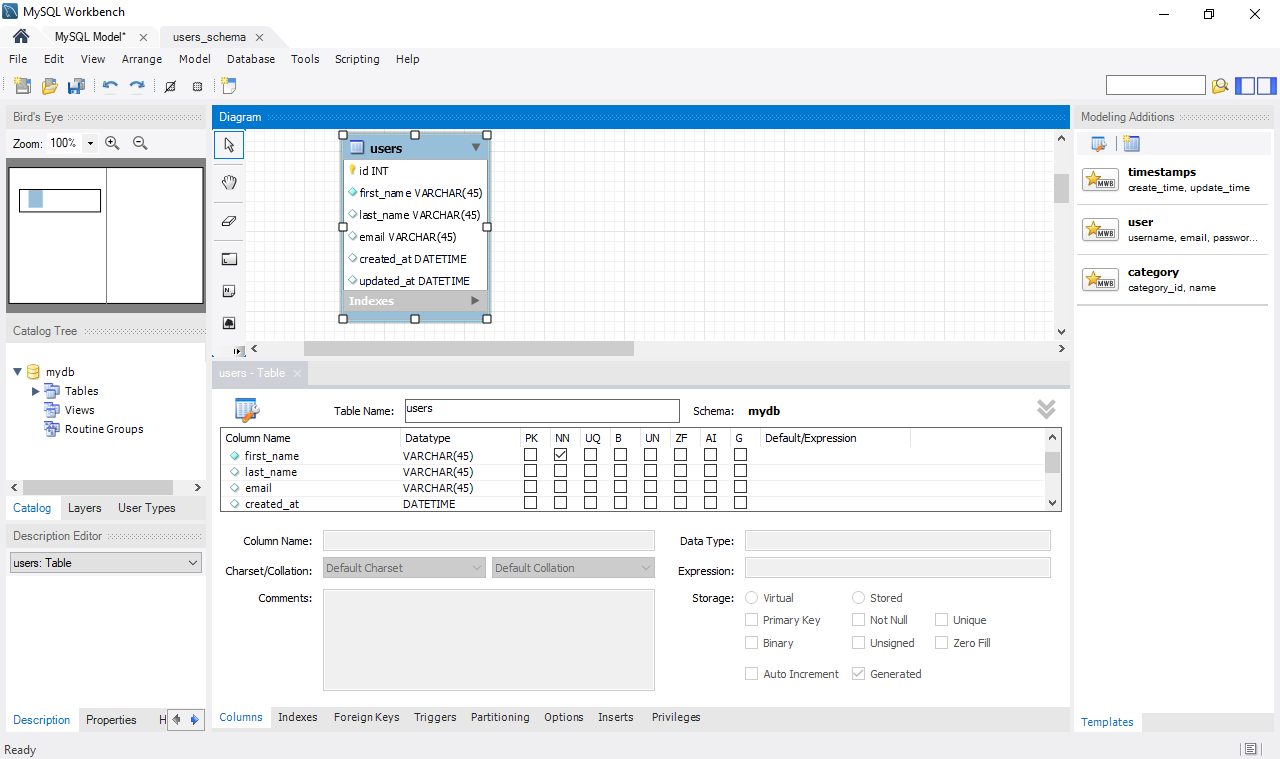 MySQL Workbench
MySQL Model*
users_schema
File Edit View Arrange Model Database Tools Scripting Help
Bird's Eye
Zoom: 100%
Catalog Tree
mydb
Tables
Views
Routine Groups
Catalog Layers User Types
Description Editor
users: Table
Description Properties H
Diagram
users
id INT
first_name VARCHAR(45)
last_name VARCHAR(45)
email VARCHAR(45)
created_at DATETIME
updated_at DATETIME
Indexes
users - Table
Table Name: users Schema: mydb
Column Name Datatype PK NN UQ B UN ZF AI G Default/Expression
first_name VARCHAR(45)
last_name VARCHAR(45)
email VARCHAR(45)
created_at DATETIME
Column Name: Data Type:
Charset/Collation: Default Charset Default Collation Expression:
Comments: Storage: Virtual Stored
Primary Key Not Null Unique
Binary Unsigned Zero Fill
Auto Increment Generated
Columns Indexes Foreign Keys Triggers Partitioning Options Inserts Privileges
Modeling Additions
MWB
timestamps
create_time, update_time
MWB
user
username, email, passwor...
MWB
category
category_id, name
Templates
Ready